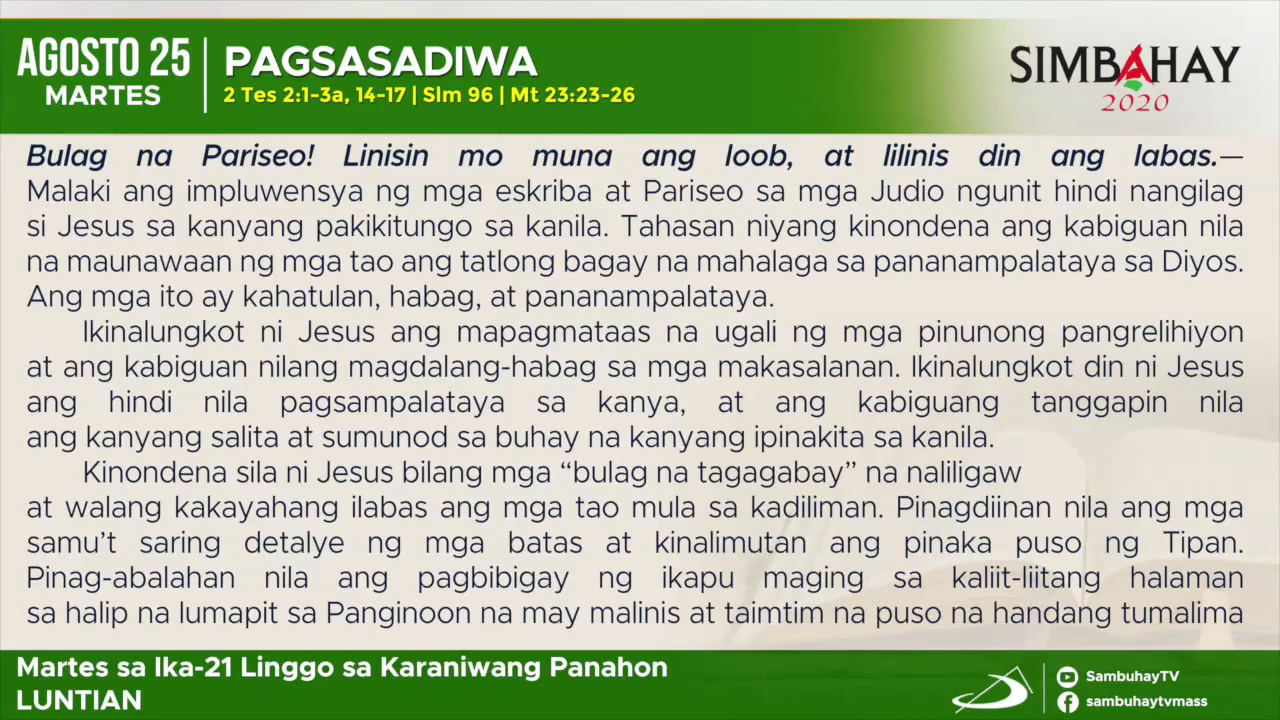 AGOSTO 25
MARTES
PAGSASADIWA
2 Tes 2:1-3a, 14-17 | Slm 96 | Mt 23:23-26
SIMBAHAY
2020
Bulag na Pariseo! Linisin mo muna ang loob, at lilinis din ang labas.—
Malaki ang impluwensya ng mga eskriba at Pariseo sa mga Judio ngunit hindi nangilag
si Jesus sa kanyang pakikitungo sa kanila. Tahasan niyang kinondena ang kabiguan nila
na maunawaan ng mga tao ang tatlong bagay na mahalaga sa pananampalataya sa Diyos.
Ang mga ito ay kahatulan, habag, at pananampalataya.
Ikinalungkot ni Jesus ang mapagmataas na ugali ng mga pinunong pangrelihiyon
at ang kabiguan nilang magdalang-habag sa mga makasalanan. Ikinalungkot din ni Jesus
ang hindi nila pagsampalataya sa kanya, at ang kabiguang tanggapin nila
ang kanyang salita at sumunod sa buhay na kanyang ipinakita sa kanila.
Kinondena sila ni Jesus bilang mga “bulag na tagagabay” na naliligaw
at walang kakayahang ilabas ang mga tao mula sa kadiliman. Pinagdiinan nila ang mga
samu’t saring detalye ng mga batas at kinalimutan ang pinaka puso ng Tipan.
Pinag-abalahan nila ang pagbibigay ng ikapu maging sa kaliit-liitang halaman
sa halip na lumapit sa Panginoon na may malinis at taimtim na puso na handang tumalima
Martes sa Ika-21 Linggo sa Karaniwang Panahon
LUNTIAN
SambuhayTV
sambuhaytvmass